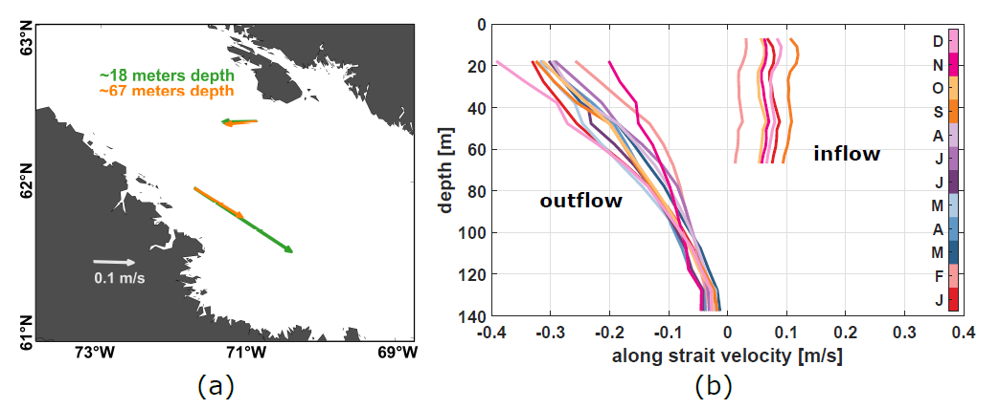 63°N
62°N
61°N
~18 meters depth
~67 meters depth
0.1 m/s
73°W
71°W
69°W
(a)
0
20
40
60
80
100
120
140
depth [m]
inflow
outflow
D
N
O
S
A
J
J
M
A
M
F
J
-0.4
-0.3
-0.2
-0.1
0
0.1
0.2
0.3
0.4
along strait velocity [m/s]
(b)